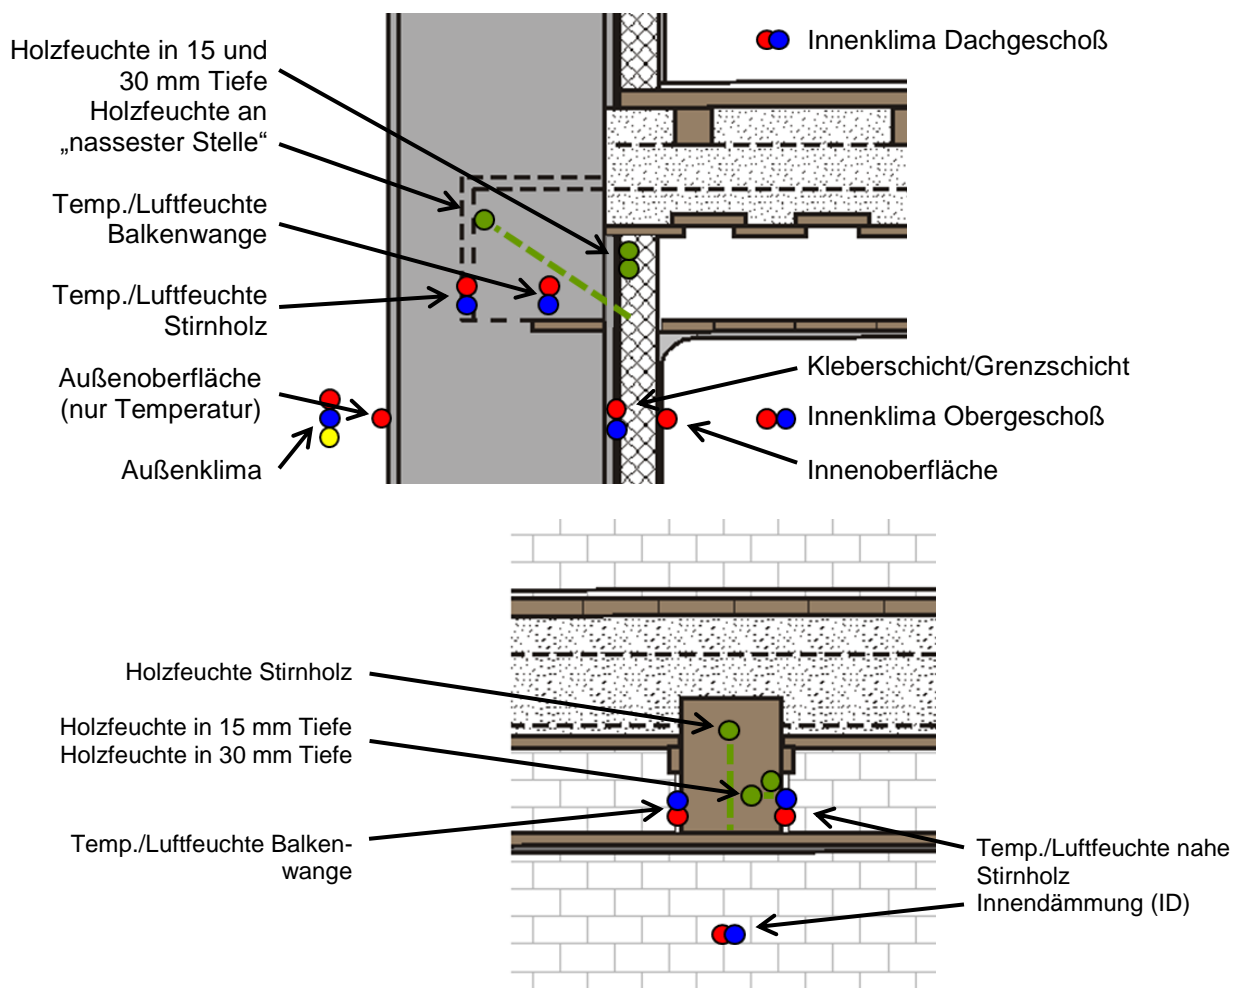 Holzfeuchte in 15 und
30 mm Tiefe
Holzfeuchte an
„nassester Stelle“
Temp./Luftfeuchte
Balkenwange
Temp./Luftfeuchte
Stirnholz
Außenoberfläche
(nur Temperatur)
Außenklima
Innenklima Dachgeschoß
Kleberschicht/Grenzschicht
Innenklima Obergeschoß
Innenoberfläche
Holzfeuchte Stirnholz
Holzfeuchte in 15 mm Tiefe
Holzfeuchte in 30 mm Tiefe
Temp./Luftfeuchte Balken-
wange
Temp./Luftfeuchte nahe
Stirnholz
Innendämmung (ID)